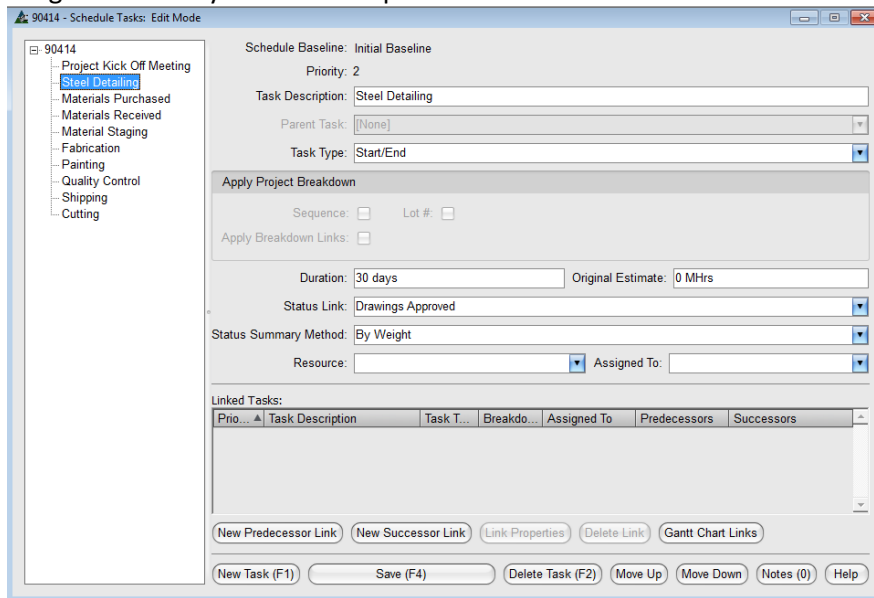 90414 - Schedule Tasks: Edit Mode
90414
Project Kick Off Meeting
Steel Detailing
Materials Purchased
Materials Received
Material Staging
Fabrication
Painting
Quality Control
Shipping
Cutting
Schedule Baseline: Initial Baseline
Priority: 2
Task Description: Steel Detailing
Parent Task: [None]
Task Type: Start/End
Apply Project Breakdown
Sequence: Lot #:
Apply Breakdown Links:
Duration: 30 days Original Estimate: 0 MHrs
Status Link: Drawings Approved
Status Summary Method: By Weight
Resource: Assigned To:
Linked Tasks:
Prio... Task Description Task T... Breakdo... Assigned To Predecessors Successors
New Predecessor Link New Successor Link Link Properties Delete Link Gantt Chart Links
New Task (F1) Save (F4) Delete Task (F2) Move Up Move Down Notes (0) Help